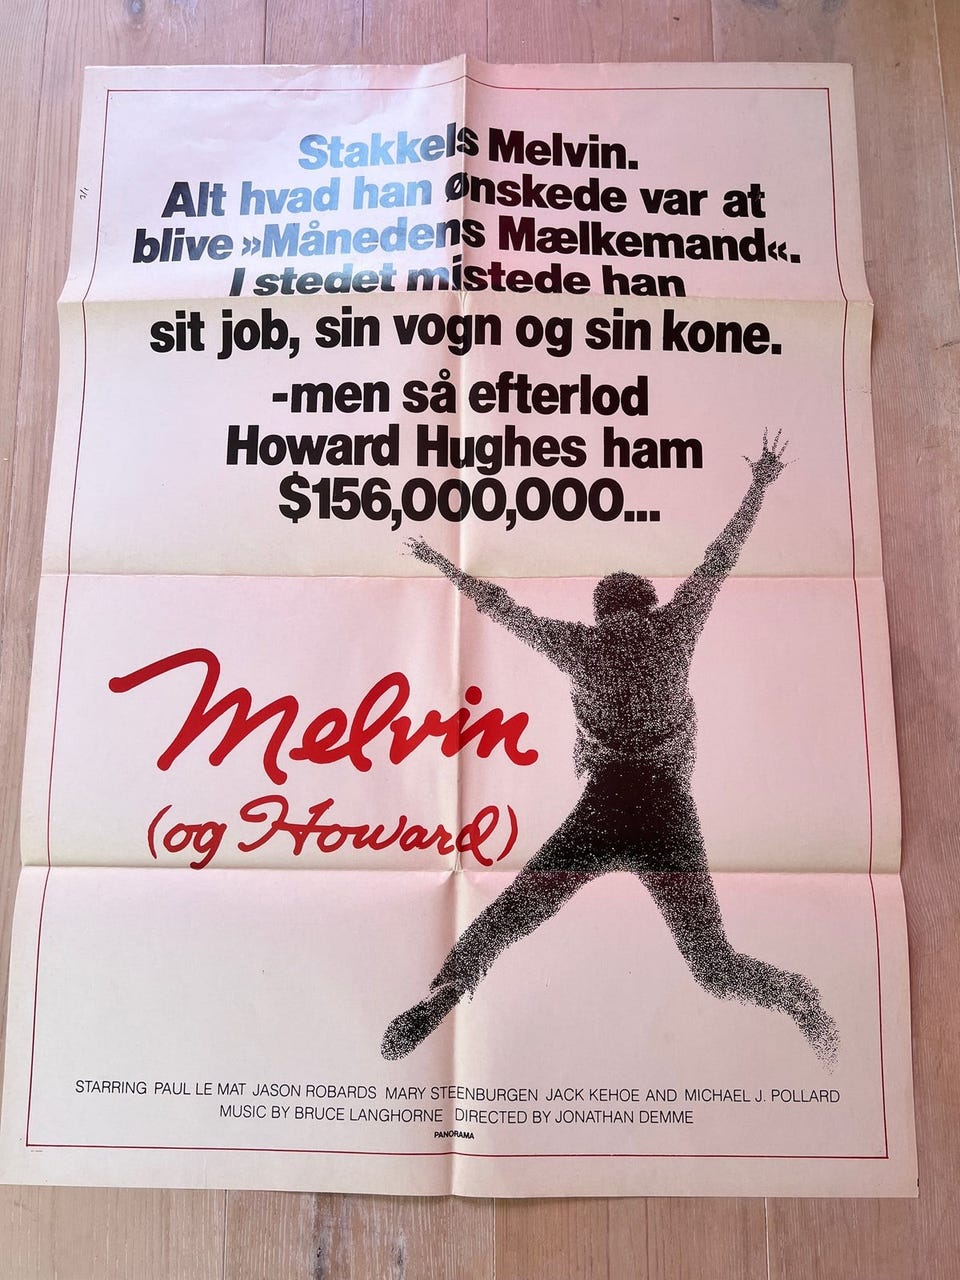 Stakkels Melvin.
Alt hvad han ønskede var at
blive »Månedens Mælkemand«.
I stedet mistede han
sit job, sin vogn og sin kone.
-men så efterlod
Howard Hughes ham
$156,000,000...
Melvin
(og Howard)
STARRING PAUL LE MAT JASON ROBARDS MARY STEENBURGEN JACK KEHOE AND MICHAEL J. POLLARD
MUSIC BY BRUCE LANGHORNE DIRECTED BY JONATHAN DEMME
PANORAMA